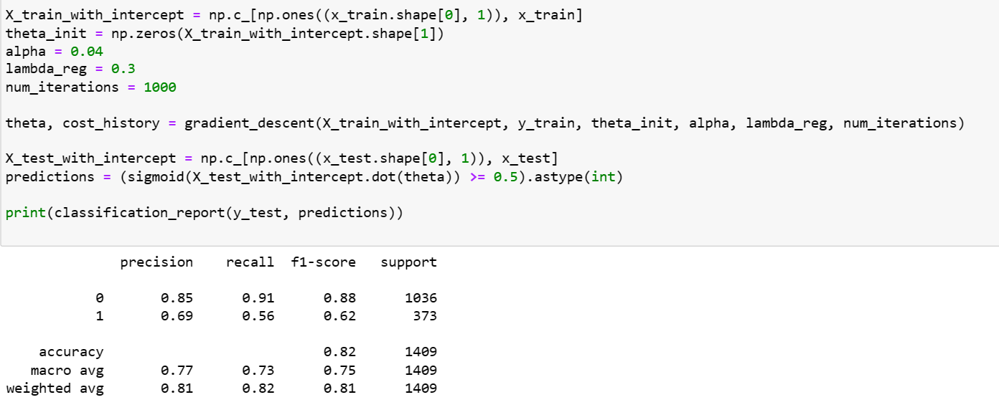 X_train_with_intercept = np.c_[np.ones((x_train.shape[0], 1)), x_train]
theta_init = np.zeros(X_train_with_intercept.shape[1])
alpha = 0.04
lambda_reg = 0.3
num_iterations = 1000
theta, cost_history = gradient_descent(X_train_with_intercept, y_train, theta_init, alpha, lambda_reg, num_iterations)
X_test_with_intercept = np.c_[np.ones((x_test.shape[0], 1)), x_test]
predictions = (sigmoid(X_test_with_intercept.dot(theta)) >= 0.5).astype(int)
print(classification_report(y_test, predictions))
precision recall f1-score support
0 0.85 0.91 0.88 1036
1 0.69 0.56 0.62 373
accuracy 0.82 1409
macro avg 0.77 0.73 0.75 1409
weighted avg 0.81 0.82 0.81 1409